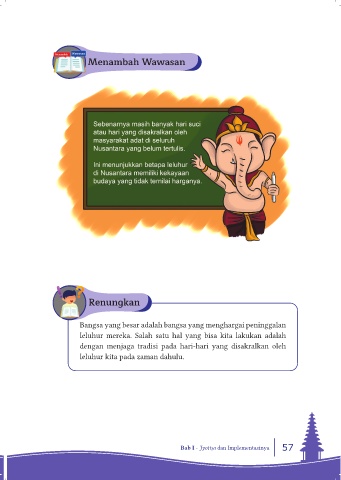 Menambah Wawasan
Sebenarnya masih banyak hari suci
atau hari yang disakralkan oleh
masyarakat adat di seluruh
Nusantara yang belum tertulis.
Ini menunjukkan betapa leluhur
di Nusantara memiliki kekayaan
budaya yang tidak ternilai harganya.
Renungkan
Bangsa yang besar adalah bangsa yang menghargai peninggalan
leluhur mereka. Salah satu hal yang bisa kita lakukan adalah
dengan menjaga tradisi pada hari-hari yang disakralkan oleh
leluhur kita pada zaman dahulu.
Bab I - Jyotisa dan Implementasinya 57